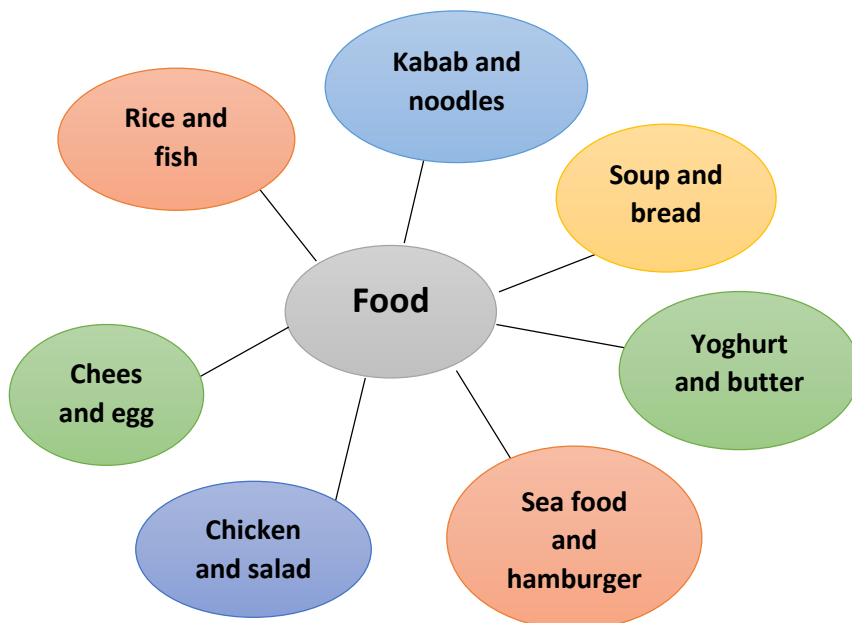 Kabab and
noodles
Rice and
fish
Soup and
bread
Food
Yoghurt
and butter
Chees
and egg
Sea food
and
hamburger
Chicken
and salad